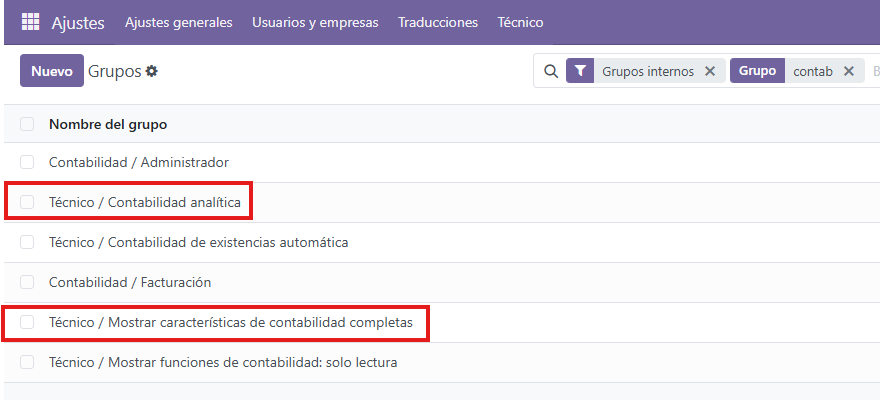 Ajustes Ajustes generales Usuarios y empresas Traducciones Técnico
Nuevo Grupos Grupos internos Grupo contab B
Nombre del grupo
Contabilidad / Administrador
Técnico / Contabilidad analítica
Técnico / Contabilidad de existencias automática
Contabilidad / Facturación
Técnico / Mostrar características de contabilidad completas
Técnico / Mostrar funciones de contabilidad: solo lectura